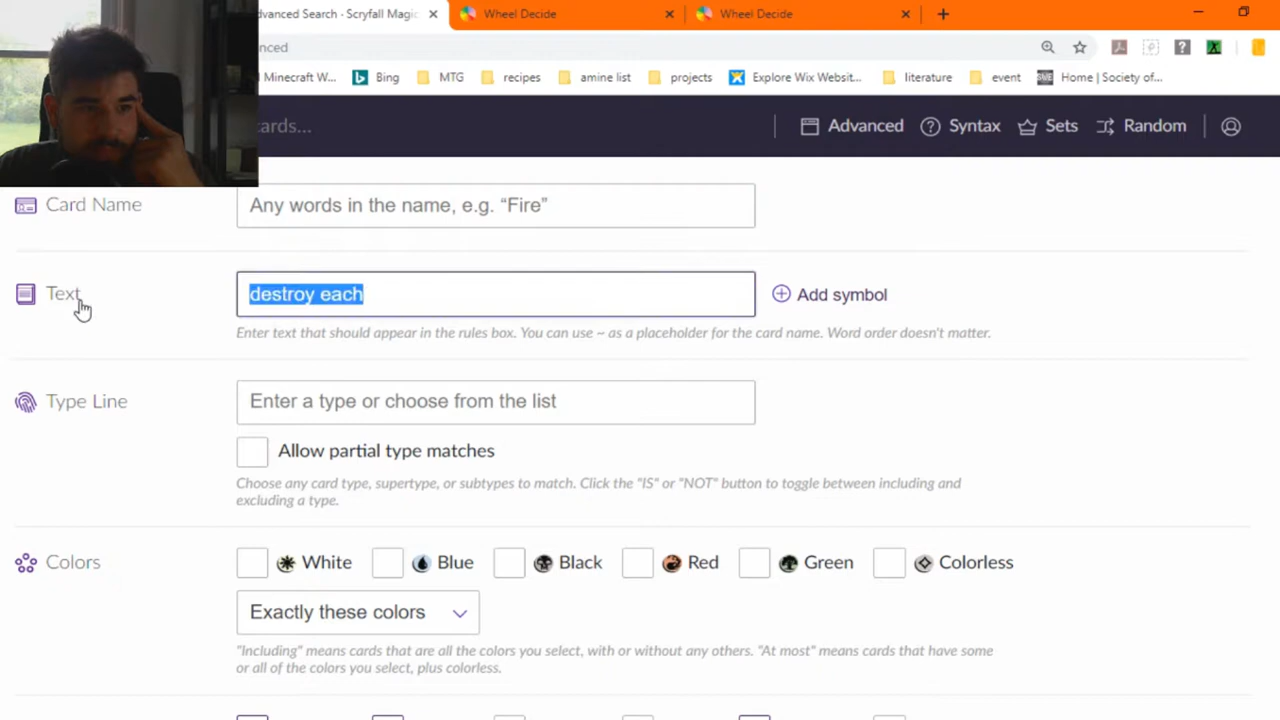 Advanced Search - Scryfall Magic
Wheel Decide
Wheel Decide
anced
Minecraft W... Bing MTG recipes amine list projects Explore Wix Websit... literature event Home | Society of...
cards... Advanced Syntax Sets Random
Card Name Any words in the name, e.g. “Fire”
Text destroy each Add symbol
Enter text that should appear in the rules box. You can use ~ as a placeholder for the card name. Word order doesn't matter.
Type Line Enter a type or choose from the list
Allow partial type matches
Choose any card type, supertype, or subtypes to match. Click the "IS" or "NOT" button to toggle between including and
excluding a type.
Colors White Blue Black Red Green Colorless
Exactly these colors
"Including" means cards that are all the colors you select, with or without any others. "At most" means cards that have some
or all of the colors you select, plus colorless.